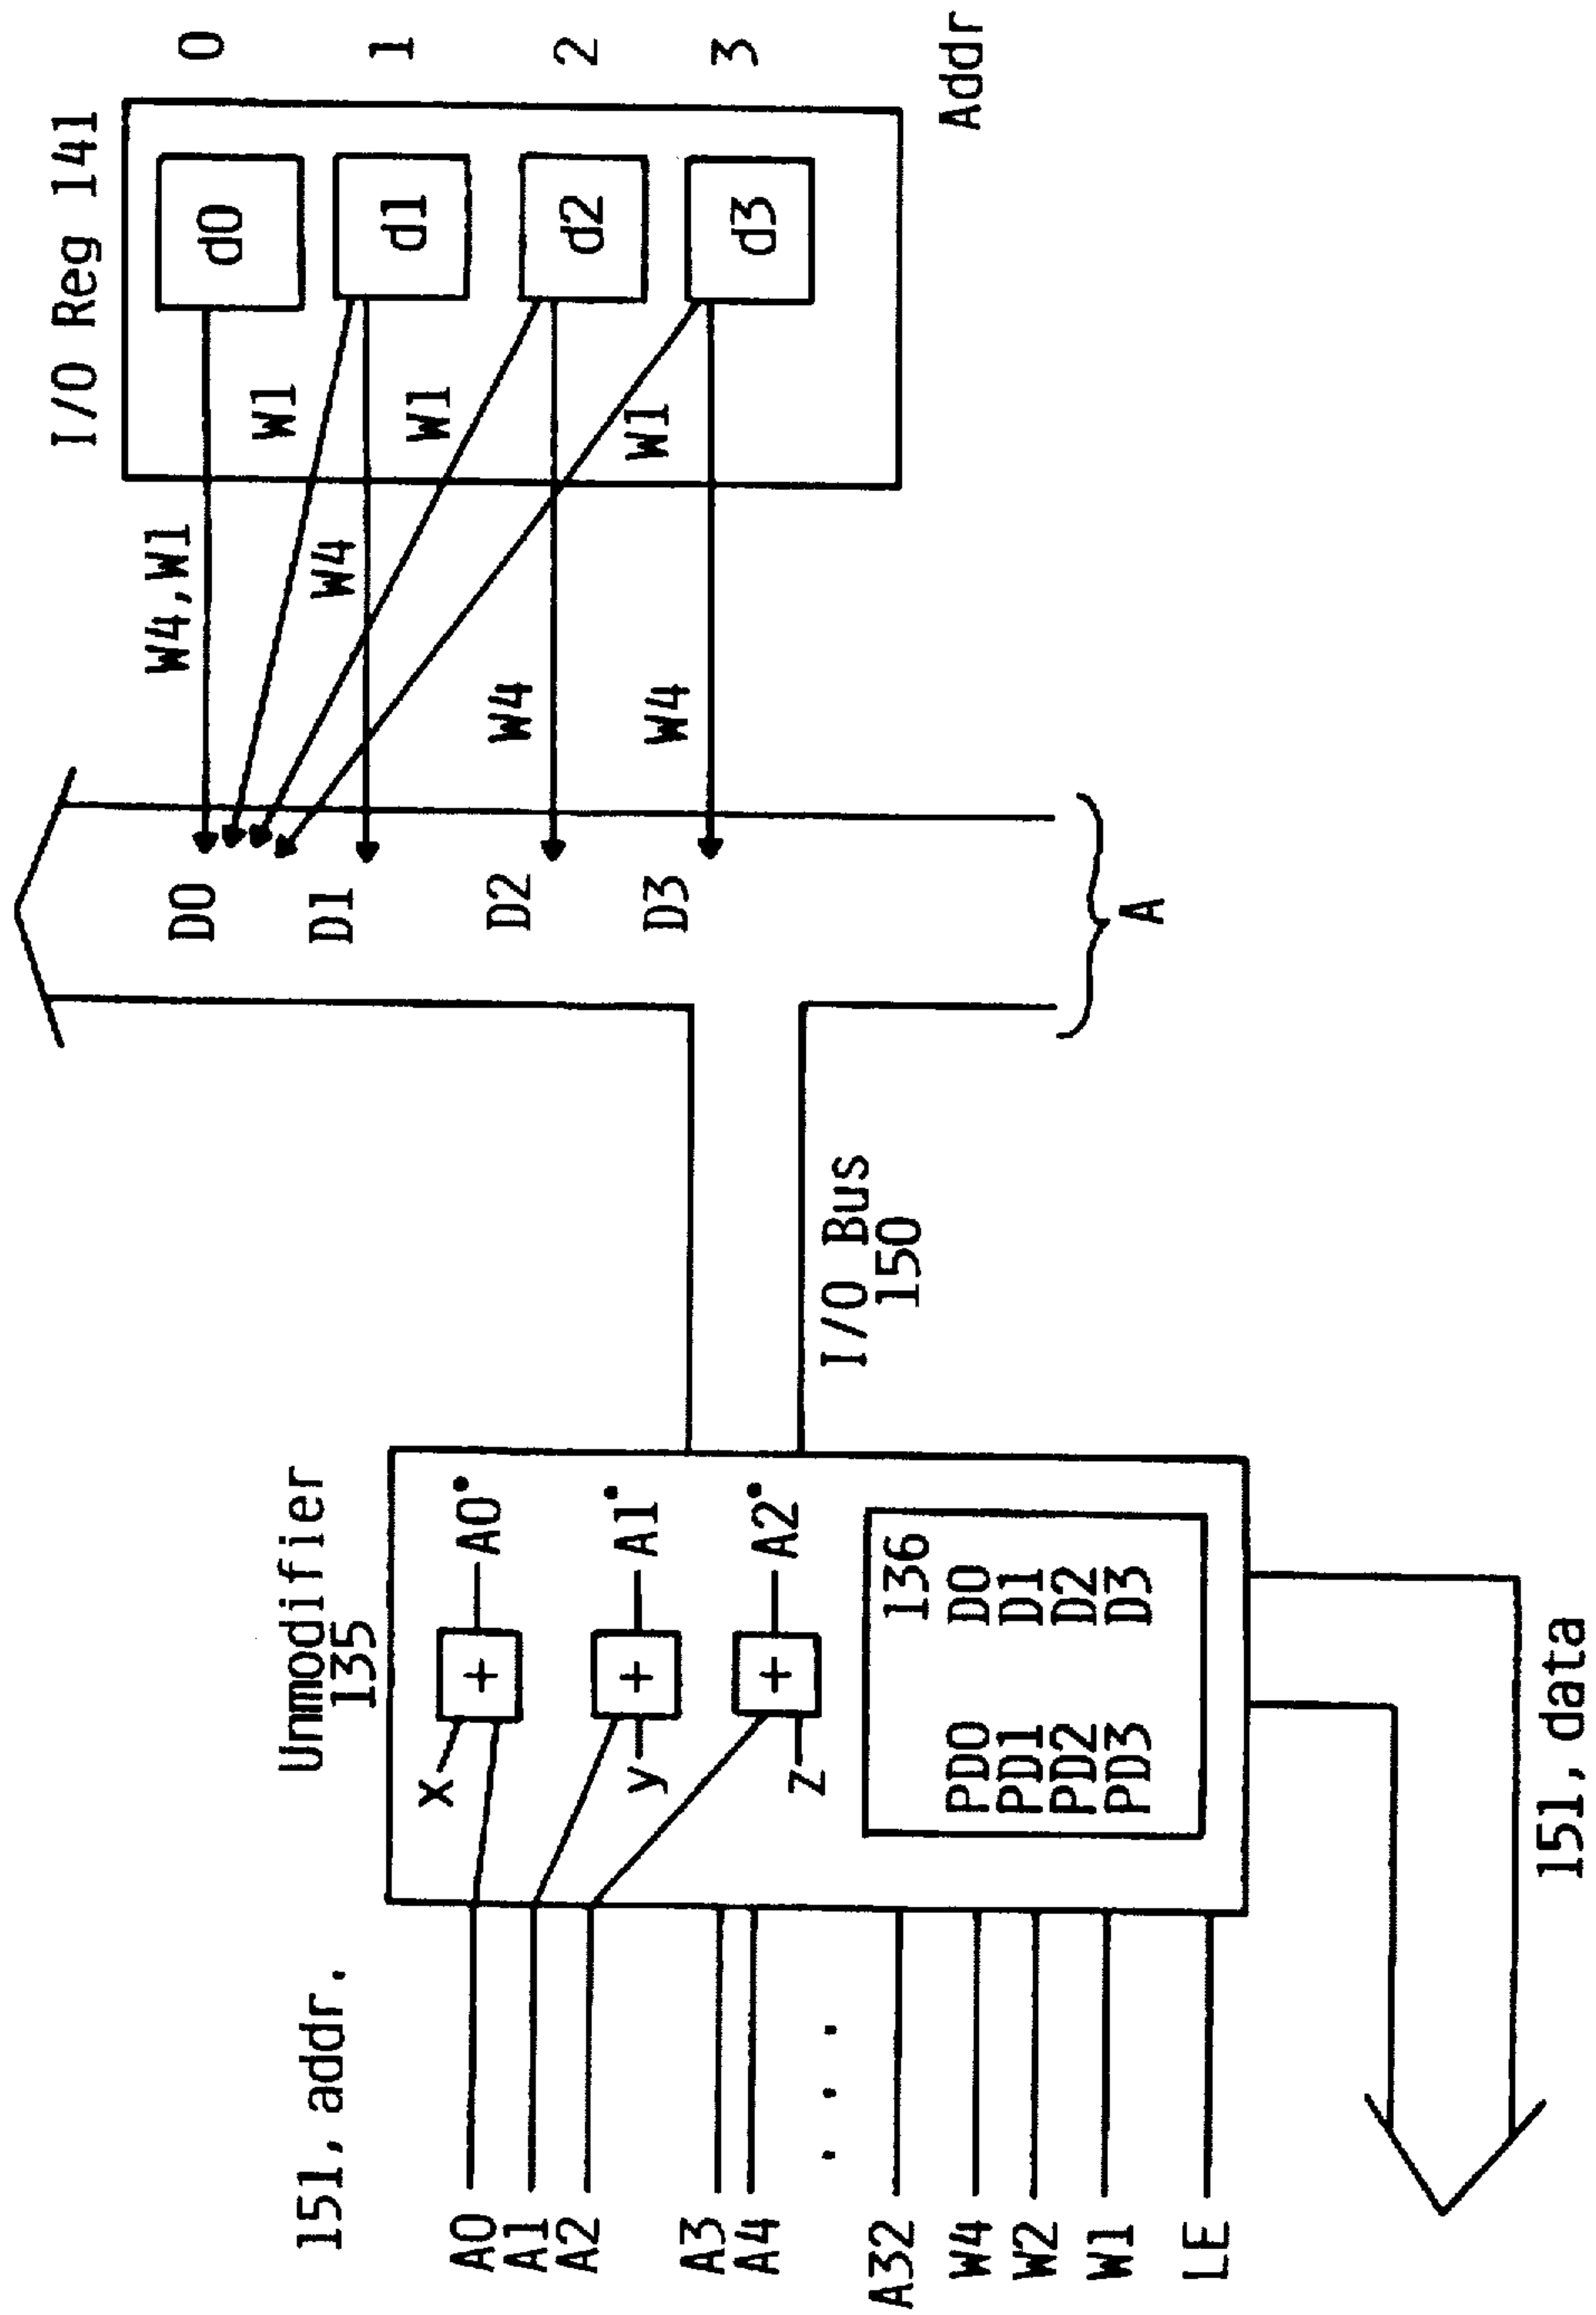 151, addr.
A0
A1
A2
A3
A4
. . .
A32
W4
W2
W1
LE
Unmodifier
135
x
+
A0•
y
+
A1•
z
+
A2•
136
PD0 D0
PD1 D1
PD2 D2
PD3 D3
151, data
I/O Bus
150
D0
D1
D2
D3
A
W4,W1
W1
W4
W1
W4
W1
W4
I/O Reg 141
d0
d1
d2
d3
0
1
2
3
Addr